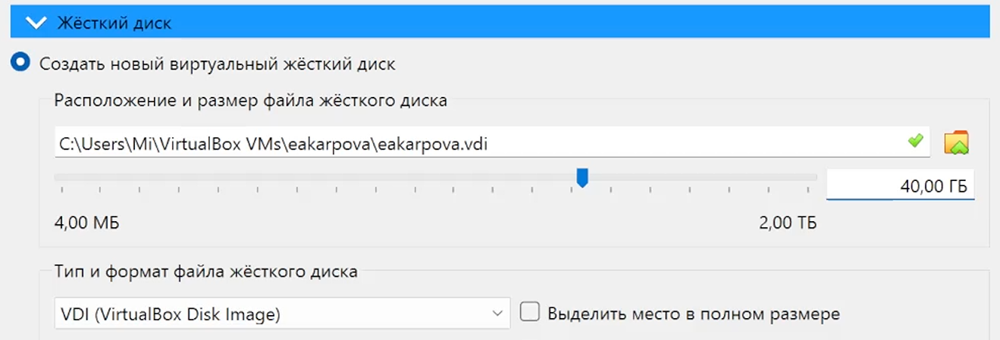 Жёсткий диск
Создать новый виртуальный жёсткий диск
Расположение и размер файла жёсткого диска
C:\Users\Mi\VirtualBox VMs\eakarpova\eakarpova.vdi
40,00 ГБ
4,00 МБ 2,00 ТБ
Тип и формат файла жёсткого диска
VDI (VirtualBox Disk Image) Выделить место в полном размере